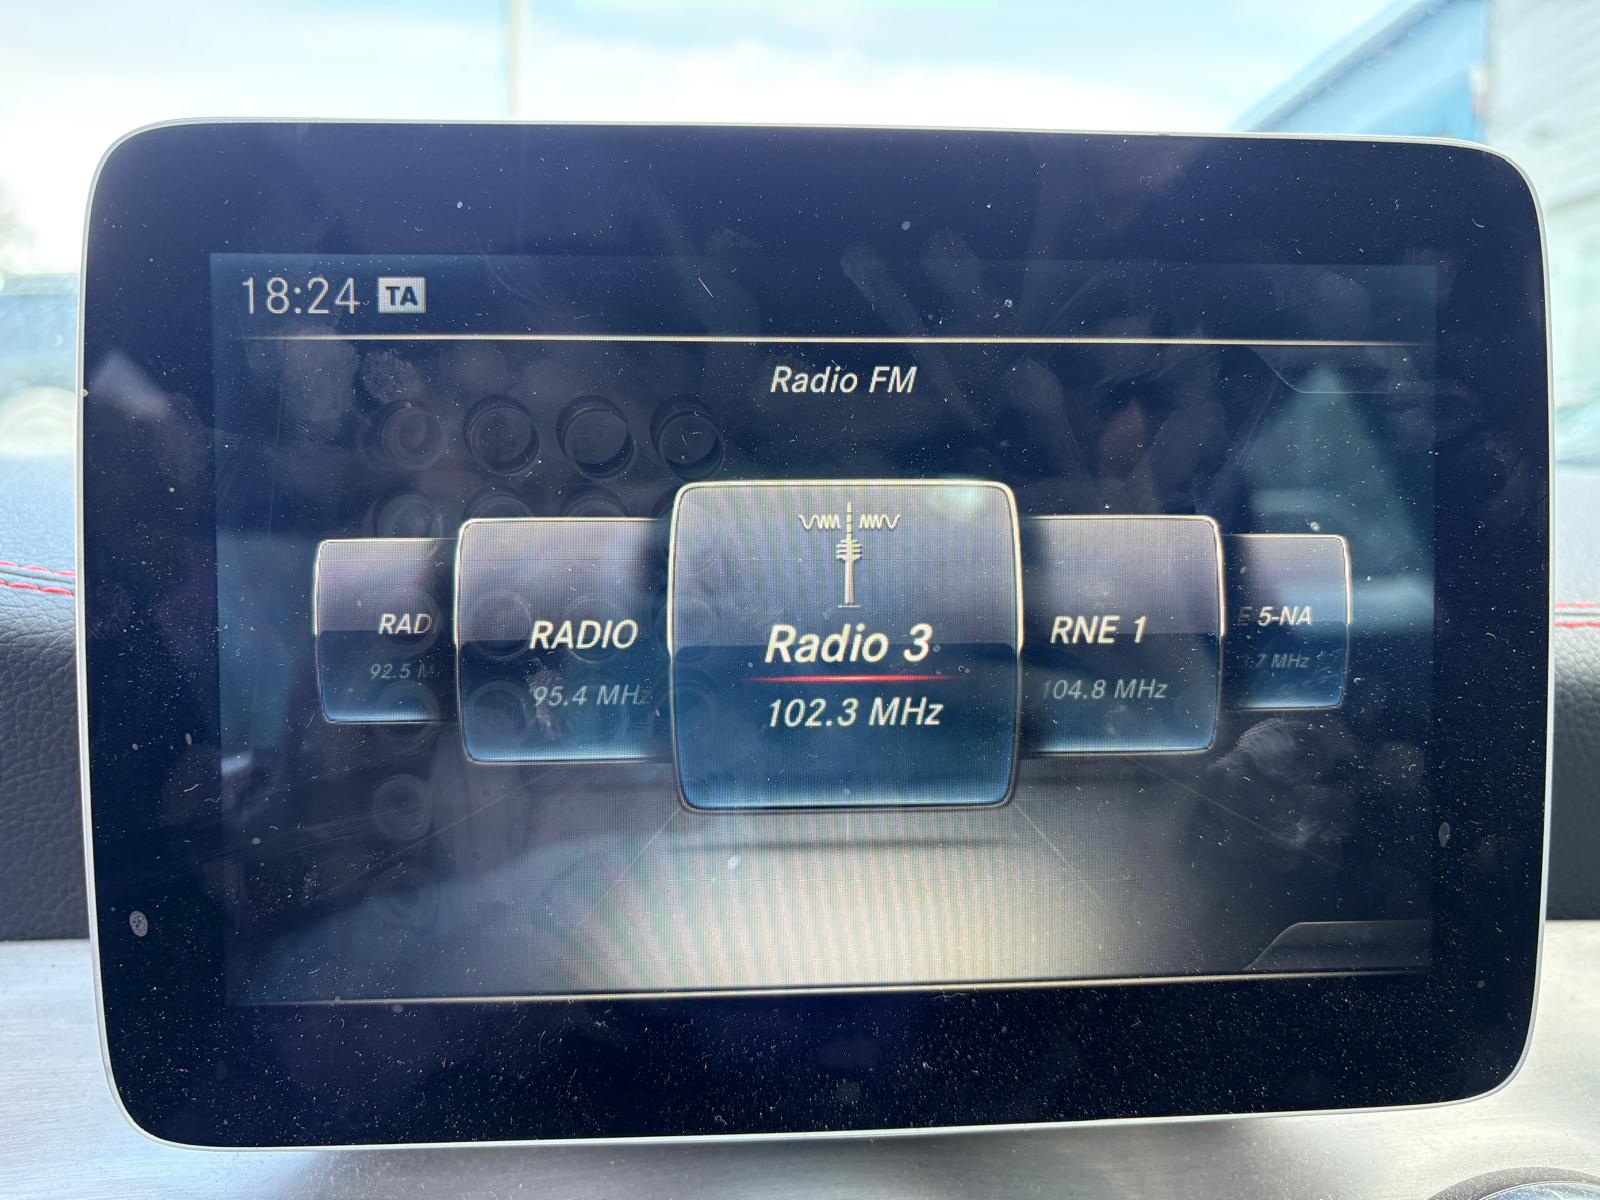 18:24 TA
Radio FM
RAD
92.5 M
RADIO
95.4 MHz
Radio 3
102.3 MHz
RNE 1
104.8 MHz
E 5-NA
.7 MHz